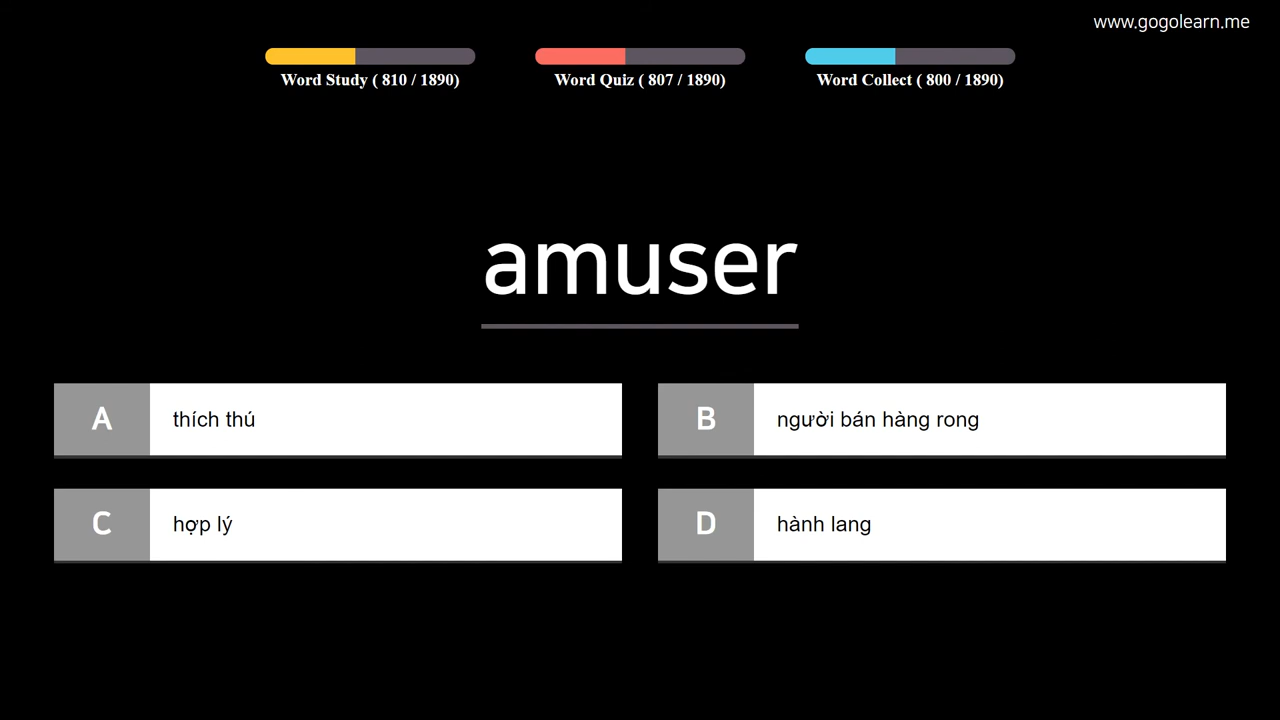 www.gogolearn.me
Word Study ( 810 / 1890)
Word Quiz ( 807 / 1890)
Word Collect ( 800 / 1890)
amuser
A
thích thú
B
người bán hàng rong
C
hợp lý
D
hành lang